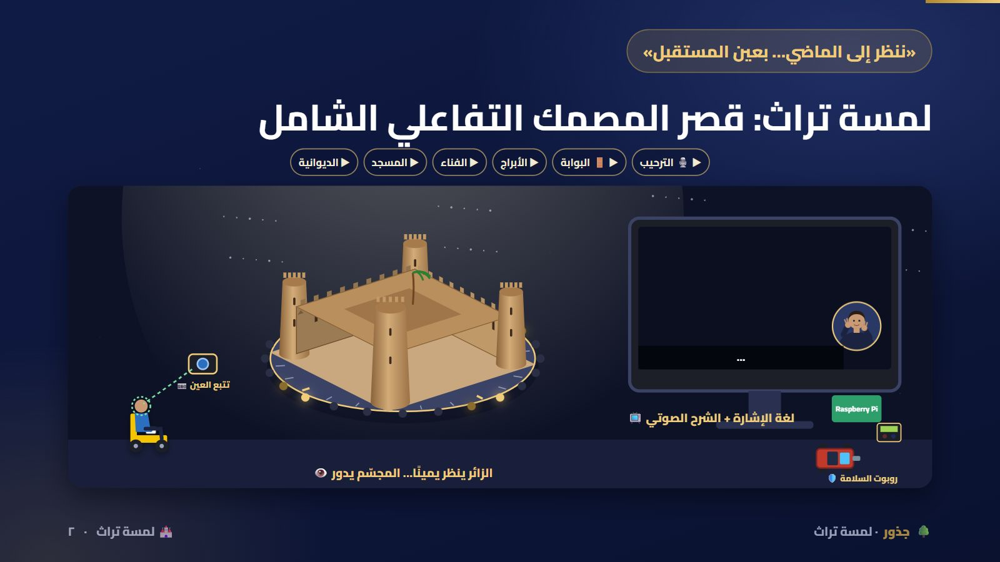 «ننظر إلى الماضي... بعين المستقبل»
لمسة تراث: قصر المصمك التفاعلي الشامل
▶ 🎙 الترحيب
▶ 🚪 البوابة
▶ الأبراج
▶ الفناء
▶ المسجد
▶ الديوانية
...
تتبع العين 📷
Raspberry Pi
لغة الإشارة + الشرح الصوتي 📺
الزائر ينظر يمينًا... المجسّم يدور 👁
روبوت السلامة 🛡
🌳 جذور · لمسة تراث
🏰 لمسة تراث · ٢